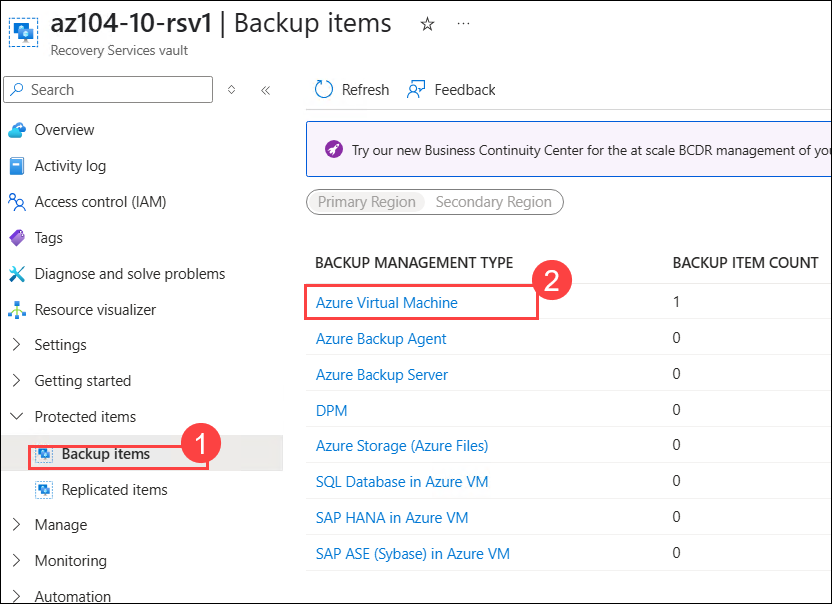 az104-10-rsv1 | Backup items
Recovery Services vault
Search
Refresh
Feedback
Overview
Activity log
Access control (IAM)
Tags
Diagnose and solve problems
Resource visualizer
Settings
Getting started
Protected items
Backup items
1
Replicated items
Manage
Monitoring
Automation
Try our new Business Continuity Center for the at scale BCDR management of
Primary Region Secondary Region
BACKUP MANAGEMENT TYPE BACKUP ITEM COUNT
2
Azure Virtual Machine 1
Azure Backup Agent 0
Azure Backup Server 0
DPM 0
Azure Storage (Azure Files) 0
SQL Database in Azure VM 0
SAP HANA in Azure VM 0
SAP ASE (Sybase) in Azure VM 0